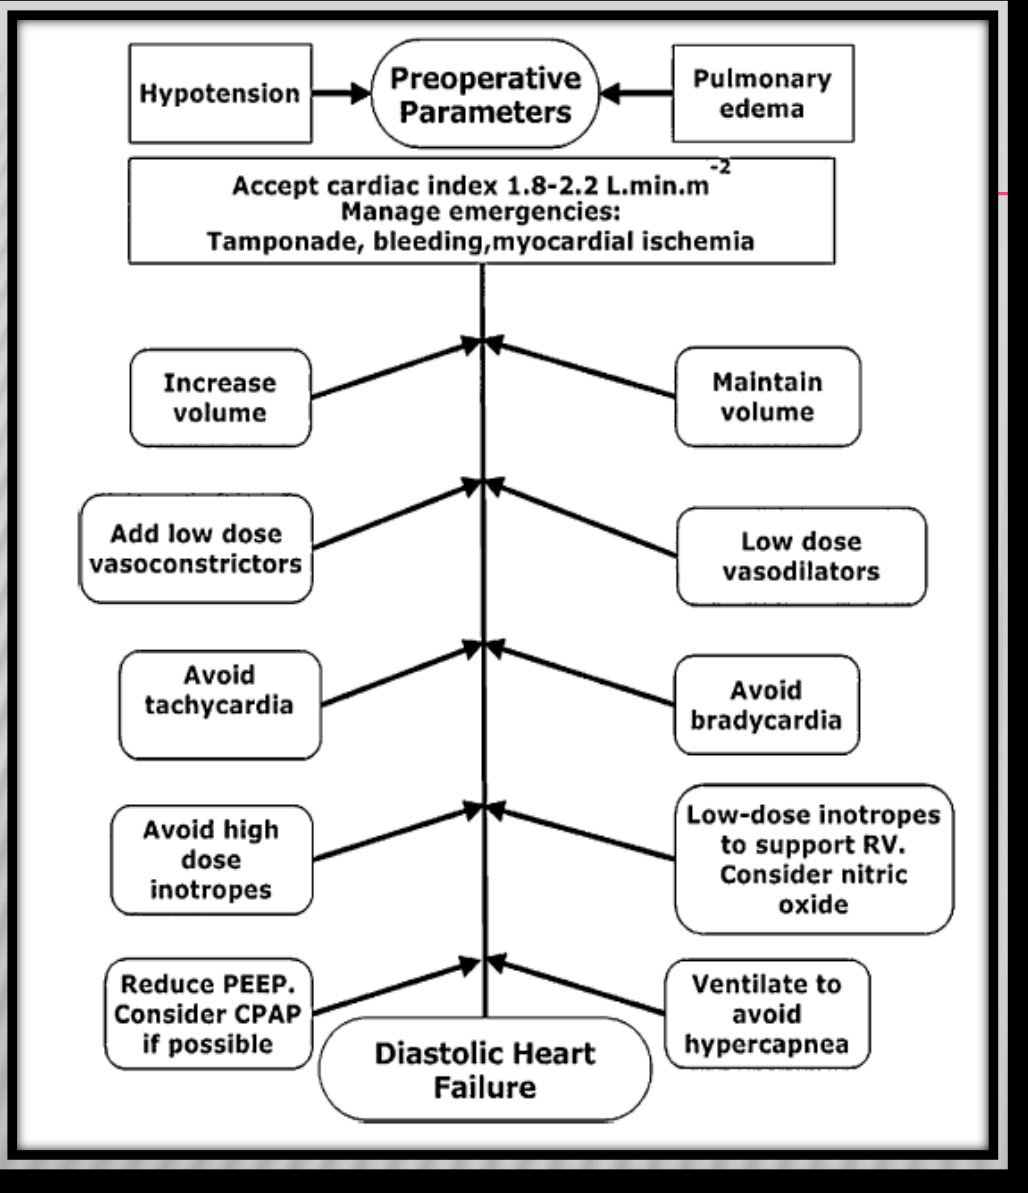 Hypotension
Preoperative
Parameters
Pulmonary
edema
Accept cardiac index 1.8-2.2 L.min.m-2
Manage emergencies:
Tamponade, bleeding,myocardial ischemia
Increase
volume
Maintain
volume
Add low dose
vasoconstrictors
Low dose
vasodilators
Avoid
tachycardia
Avoid
bradycardia
Avoid high
dose
inotropes
Low-dose inotropes
to support RV.
Consider nitric
oxide
Reduce PEEP.
Consider CPAP
if possible
Ventilate to
avoid
hypercapnea
Diastolic Heart
Failure